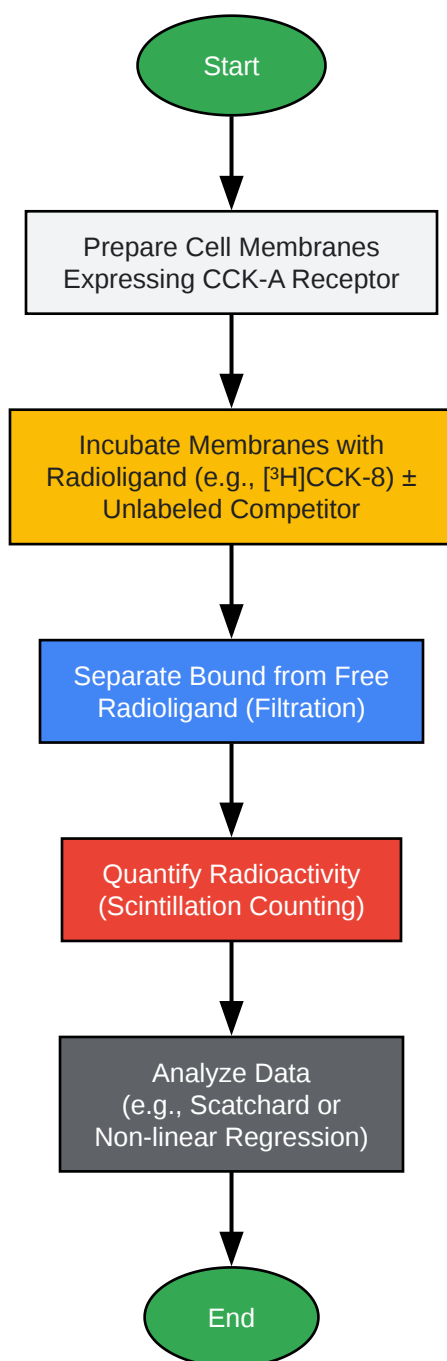 Start
Prepare Cell Membranes
Expressing CCK-A Receptor
Incubate Membranes with
Radioligand (e.g., [³H]CCK-8) ±
Unlabeled Competitor
Separate Bound from Free
Radioligand (Filtration)
Quantify Radioactivity
(Scintillation Counting)
Analyze Data
(e.g., Scatchard or
Non-linear Regression)
End